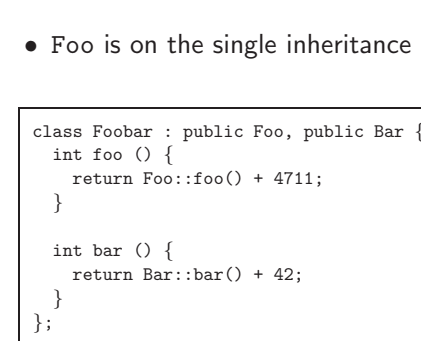 • Foo is on the single inheritance
class Foobar : public Foo, public Bar {
  int foo () {
    return Foo::foo() + 4711;
  }
  int bar () {
    return Bar::bar() + 42;
  }
};